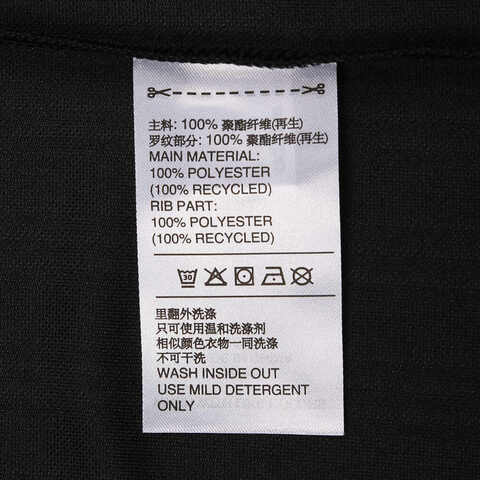 主料: 100% 聚酯纤维(再生)
罗纹部分: 100% 聚酯纤维(再生)
MAIN MATERIAL:
100% POLYESTER
(100% RECYCLED)
RIB PART:
100% POLYESTER
(100% RECYCLED)
30
里翻外洗涤
只可使用温和洗涤剂
相似颜色衣物一同洗涤
不可干洗
WASH INSIDE OUT
USE MILD DETERGENT
ONLY